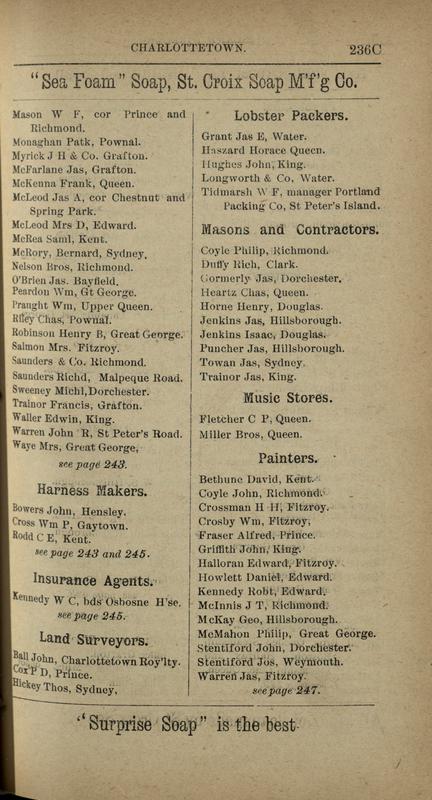 CHARLOTTETOWN.
236C
"Sea Foam" Soap, St. Croix Soap M'f'g Co.
Mason W F, cor Prince and
Richmond.
Monaghan Patk, Pownal.
Myrick J H & Co. Grafton.
McFarlane Jas, Grafton.
McKenna Frank, Queen.
McLeod Jas A, cor Chestnut and
Spring Park.
McLeod Mrs D, Edward.
McRea Saml, Kent.
McRory, Bernard, Sydney.
Nelson Bros, Richmond.
O'Brien Jas. Bayfield.
Peardon Wm, Gt George.
Praught Wm, Upper Queen.
Riley Chas, Pownal.
Robinson Henry B, Great George.
Salmon Mrs. Fitzroy.
Saunders & Co. Richmond.
Saunders Richd, Malpeque Road.
Sweeney Michl, Dorchester.
Trainor Francis, Grafton.
Waller Edwin, King.
Warren John R, St Peter's Road.
Waye Mrs, Great George,
see page 243.
Harness Makers.
Bowers John, Hensley.
Cross Wm P, Gaytown.
Rodd C E, Kent.
see page 243 and 245.
Insurance Agents.
Kennedy W C, bds Osbosne H'se.
see page 245.
Land Surveyors.
Ball John, Charlottetown Roy'lty.
Cox P D, Prince.
Hickey Thos, Sydney,
Lobster Packers.
Grant Jas E, Water.
Haszard Horace Queen.
Hughes John, King.
Longworth & Co, Water.
Tidmarsh W F, manager Portland
Packing Co, St Peter's Island.
Masons and Contractors.
Coyle Philip, Richmond.
Duffy Rich, Clark.
Gormerly Jas, Dorchester.
Heartz Chas, Queen.
Horne Henry, Douglas.
Jenkins Jas, Hillsborough.
Jenkins Isaac, Douglas.
Puncher Jas, Hillsborough.
Towan Jas, Sydney.
Trainor Jas, King.
Music Stores.
Fletcher C P, Queen.
Miller Bros, Queen.
Painters.
Bethune David, Kent.
Coyle John, Richmond.
Crossman H H, Fitzroy.
Crosby Wm, Fitzroy,
Fraser Alfred, Prince.
Griffith John, King.
Halloran Edward, Fitzroy.
Howlett Daniel, Edward.
Kennedy Robt, Edward.
McInnis J T, Richmond.
McKay Geo, Hillsborough.
McMahon Philip, Great George.
Stentiford John, Dorchester.
Stentiford Jos, Weymouth.
Warren Jas, Fitzroy.
see page 247.
"Surprise Soap" is the best